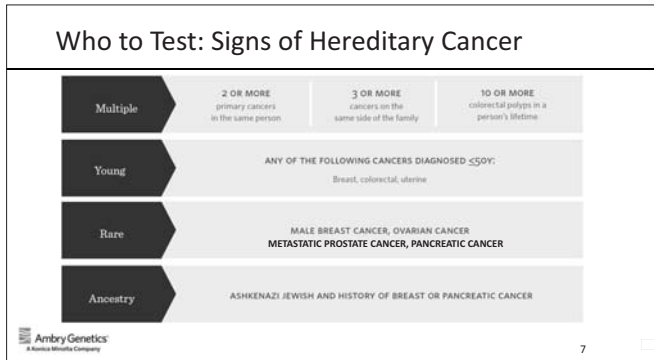 Who to Test: Signs of Hereditary Cancer
Multiple
2 OR MORE
primary cancers
in the same person
3 OR MORE
cancers on the
same side of the family
10 OR MORE
colorectal polyps in a
person's lifetime
Young
ANY OF THE FOLLOWING CANCERS DIAGNOSED ≤50Y:
Breast, colorectal, uterine
Rare
MALE BREAST CANCER, OVARIAN CANCER
METASTATIC PROSTATE CANCER, PANCREATIC CANCER
Ancestry
ASHKENAZI JEWISH AND HISTORY OF BREAST OR PANCREATIC CANCER
Ambry Genetics
A Konica Minolta Company
7